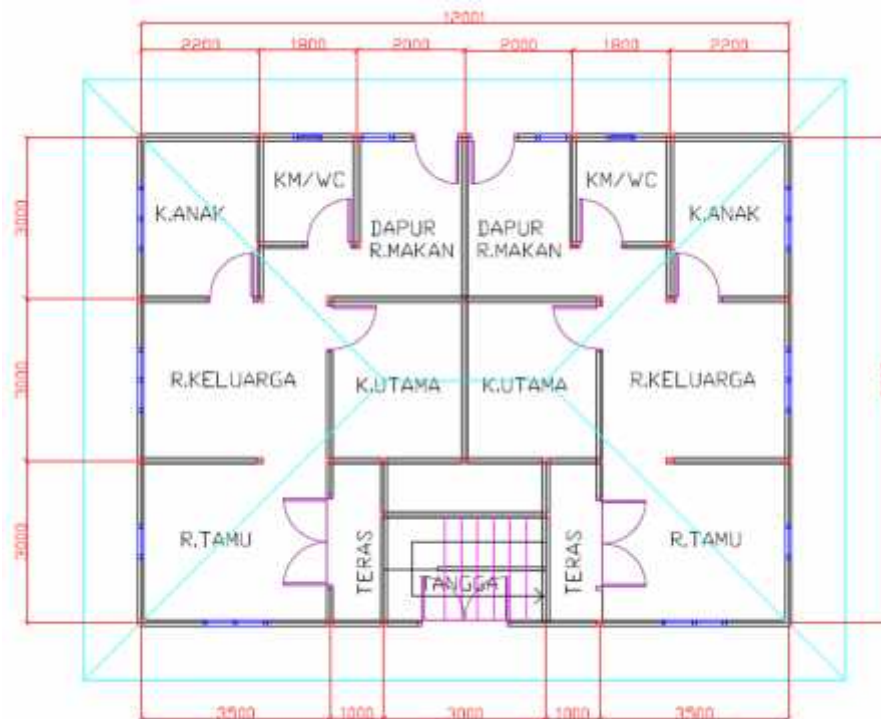 2200 1800 2000 2000 1800 2200
K.ANAK KM/WC KM/WC K.ANAK
DAPUR DAPUR
R.MAKAN R.MAKAN
3000
R.KELUARGA K.UTAMA K.UTAMA R.KELUARGA
3000
R.TAMU TERAS TANGGA TERAS R.TAMU
3000
3500 1000 3000 1000 3500